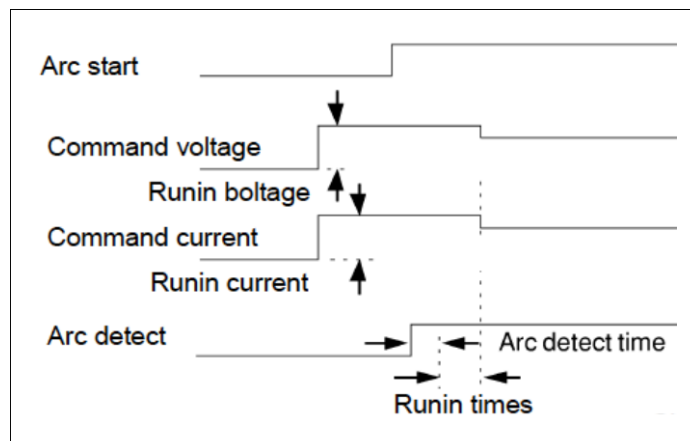 Arc start
Command voltage
Runin boltage
Command current
Runin current
Arc detect
Arc detect time
Runin times